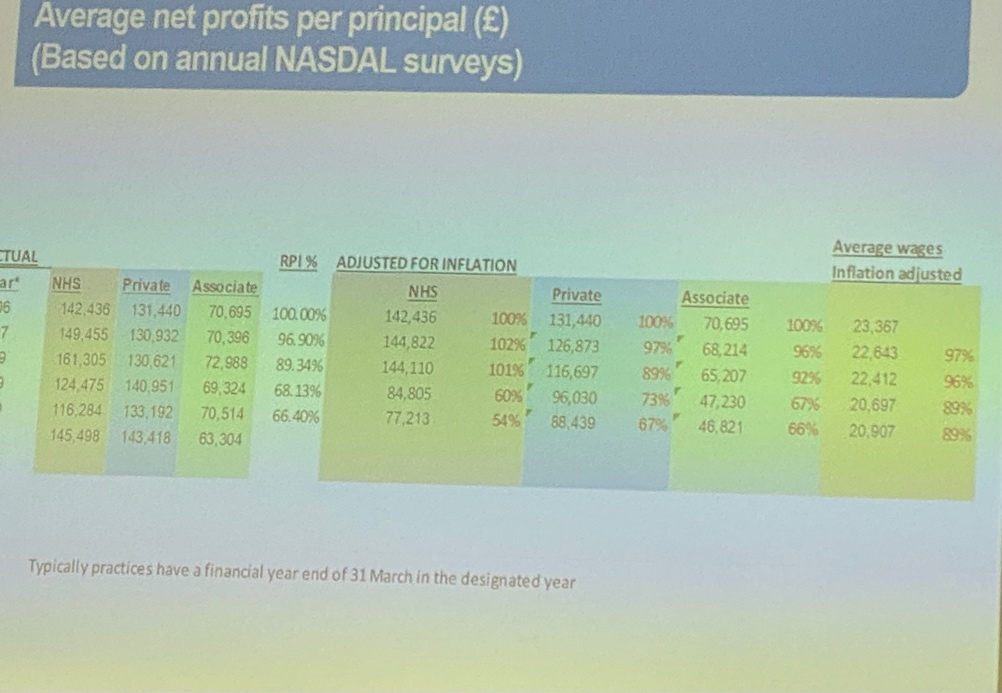 Average net profits per principal (£)
(Based on annual NASDAL surveys)
CTUAL RPI % ADJUSTED FOR INFLATION Average wages
Inflation adjusted
ar* NHS Private Associate NHS Private Associate
06 142,436 131,440 70,695 100.00% 142,436 100% 131,440 100% 70,695 100% 23,367
7 149,455 130,932 70,396 96.90% 144,822 102% 126,873 97% 68,214 96% 22,643 97%
9 161,305 130,621 72,988 89.34% 144,110 101% 116,697 89% 65,207 92% 22,412 96%
9 124,475 140,951 69,324 68.13% 84,805 60% 96,030 73% 47,230 67% 20,697 89%
116,284 133,192 70,514 66.40% 77,213 54% 88,439 67% 46,821 66% 20,907 89%
145,498 143,418 63,304
Typically practices have a financial year end of 31 March in the designated year